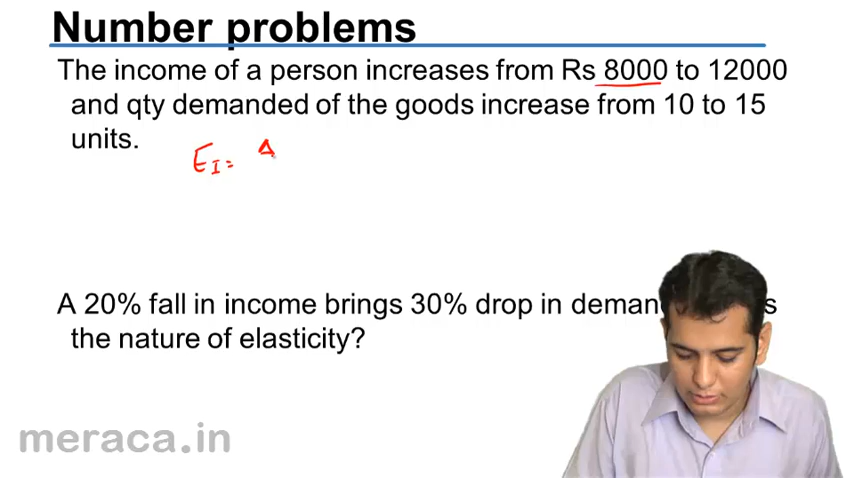 Number problems
The income of a person increases from Rs 8000 to 12000
and qty demanded of the goods increase from 10 to 15
units.
E_I = Δ
A 20% fall in income brings 30% drop in deman
the nature of elasticity?
meraca.in